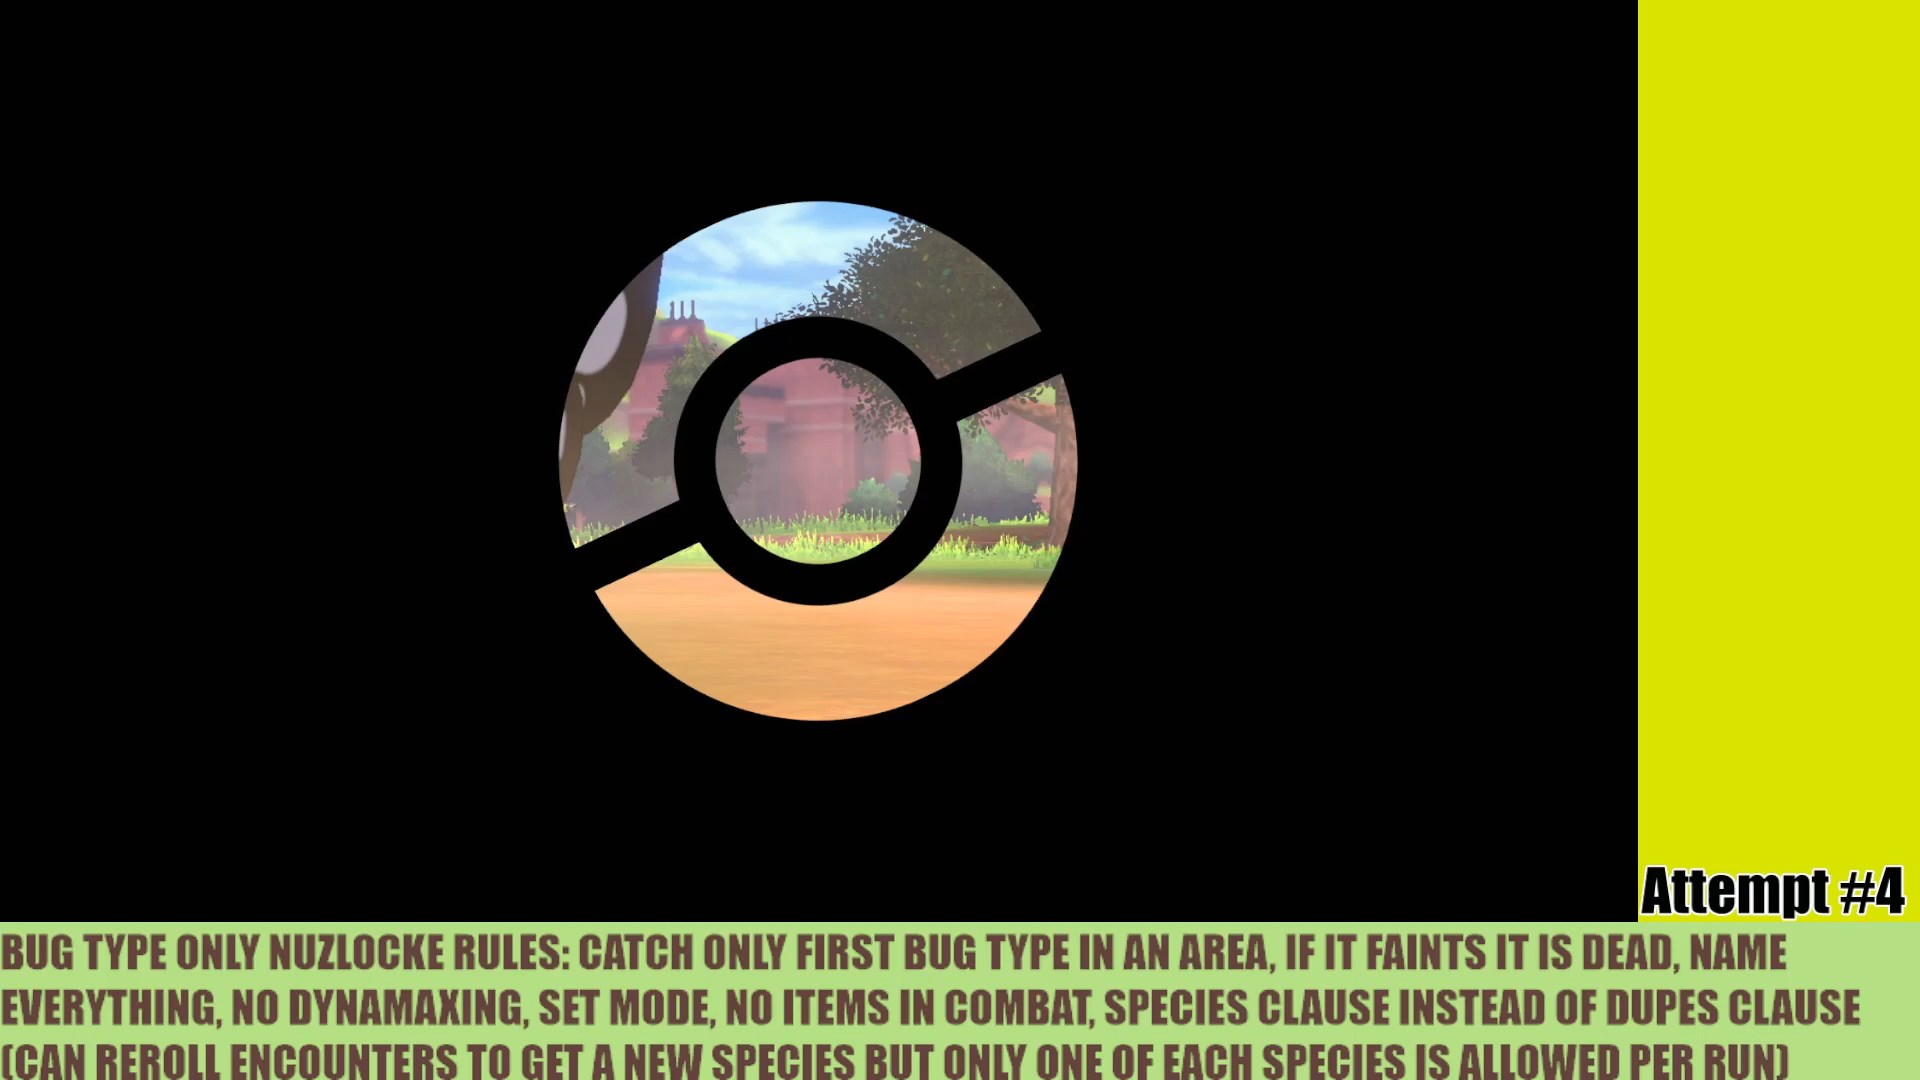 Attempt #4
BUG TYPE ONLY NUZLOCKE RULES: CATCH ONLY FIRST BUG TYPE IN AN AREA, IF IT FAINTS IT IS DEAD, NAME
EVERYTHING, NO DYNAMAXING, SET MODE, NO ITEMS IN COMBAT, SPECIES CLAUSE INSTEAD OF DUPES CLAUSE
(CAN REROLL ENCOUNTERS TO GET A NEW SPECIES BUT ONLY ONE OF EACH SPECIES IS ALLOWED PER RUN)